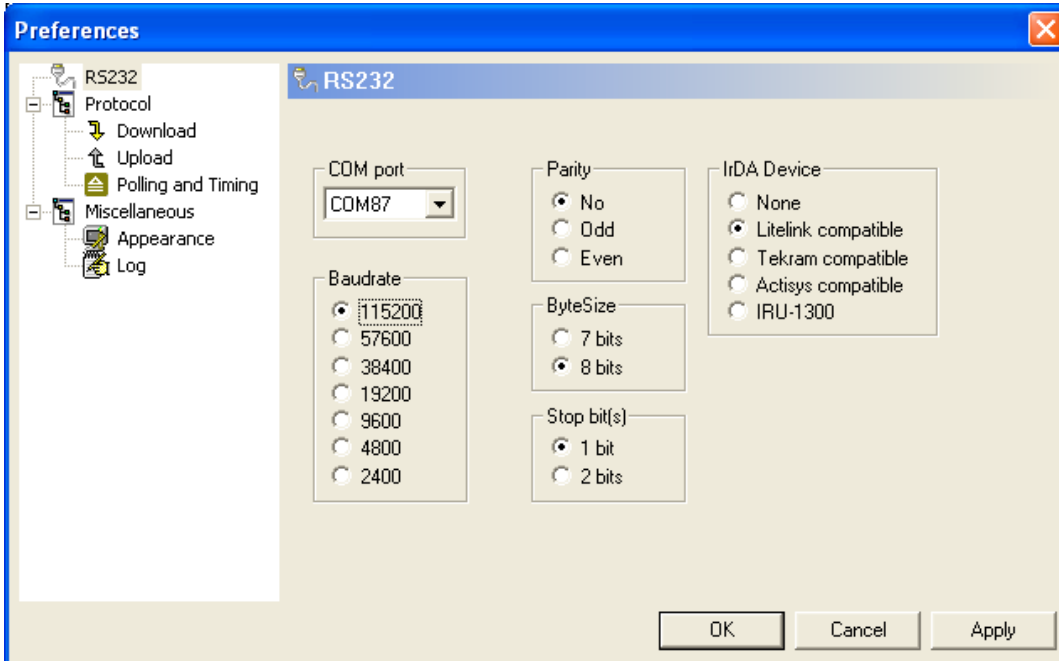 Preferences
RS232
Protocol
Download
Upload
Polling and Timing
Miscellaneous
Appearance
Log
RS232
COM port
COM87
Baudrate
115200
57600
38400
19200
9600
4800
2400
Parity
No
Odd
Even
ByteSize
7 bits
8 bits
Stop bit(s)
1 bit
2 bits
IrDA Device
None
Litelink compatible
Tekram compatible
Actisys compatible
IRU-1300
OK
Cancel
Apply